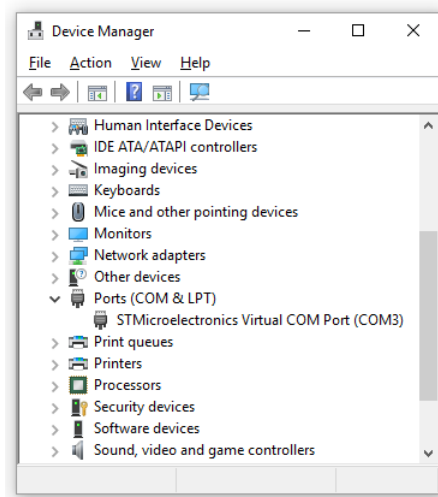 Device Manager
File Action View Help
Human Interface Devices
IDE ATA/ATAPI controllers
Imaging devices
Keyboards
Mice and other pointing devices
Monitors
Network adapters
Other devices
Ports (COM & LPT)
STMicroelectronics Virtual COM Port (COM3)
Print queues
Printers
Processors
Security devices
Software devices
Sound, video and game controllers